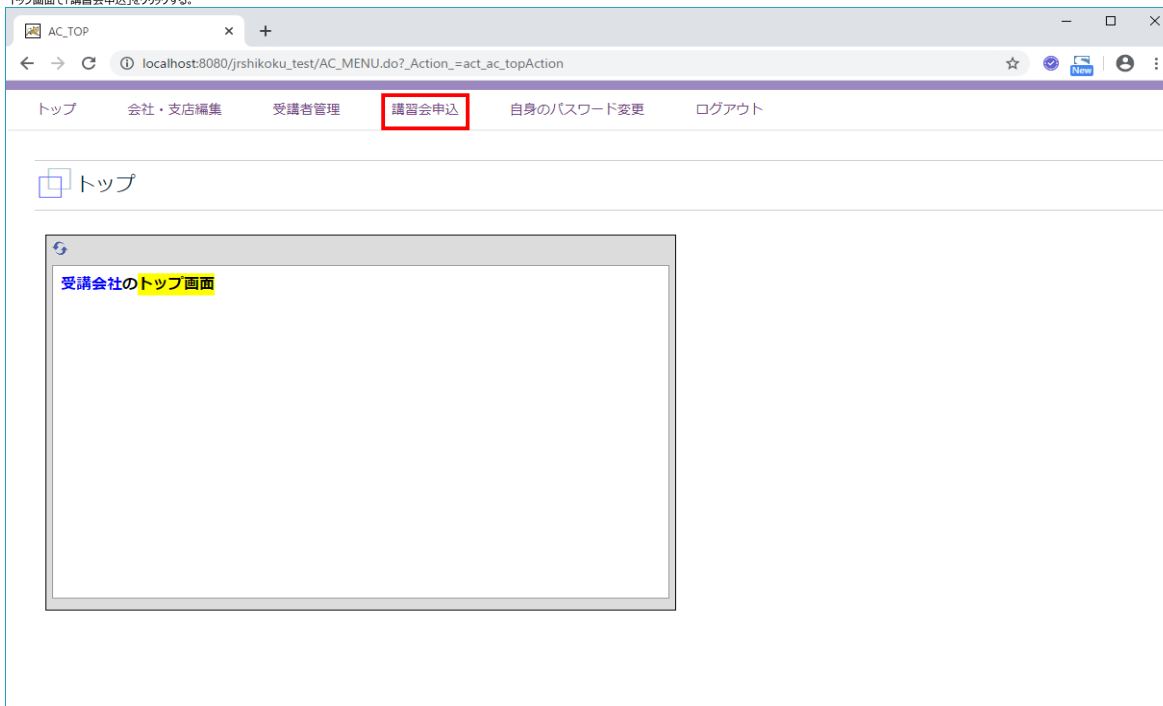 トップ画面で「講習会申込」をクリックする。
AC_TOP
localhost:8080/jrshikoku_test/AC_MENU.do?_Action_=act_ac_topAction
New
トップ 会社・支店編集 受講者管理 講習会申込 自身のパスワード変更 ログアウト
トップ
受講会社のトップ画面